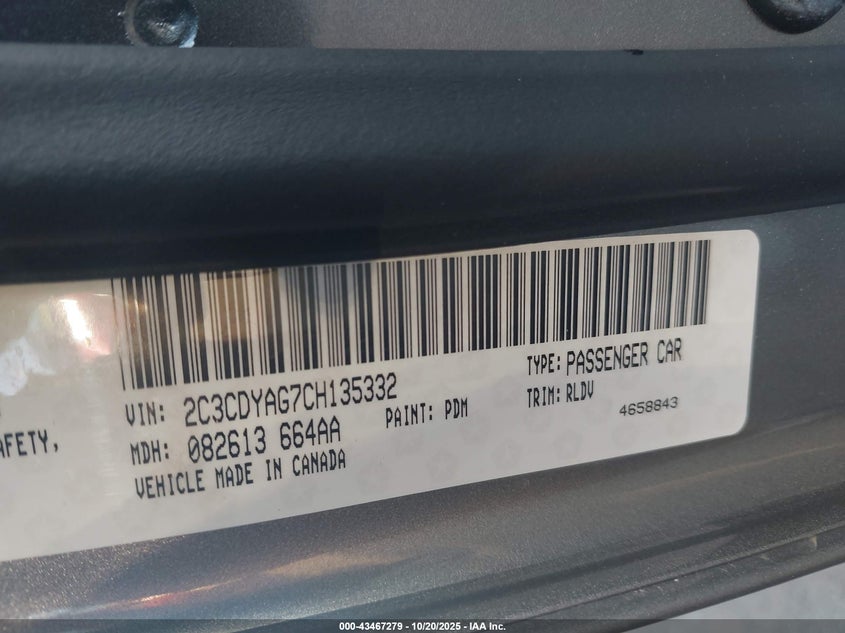 AFETY,
VIN: 2C3CDYAG7CH135332
TYPE: PASSENGER CAR
MDH: 082613 664AA
PAINT: PDM
TRIM: RLDV
VEHICLE MADE IN CANADA
4658843
000-43467279 - 10/20/2025 - IAA Inc.